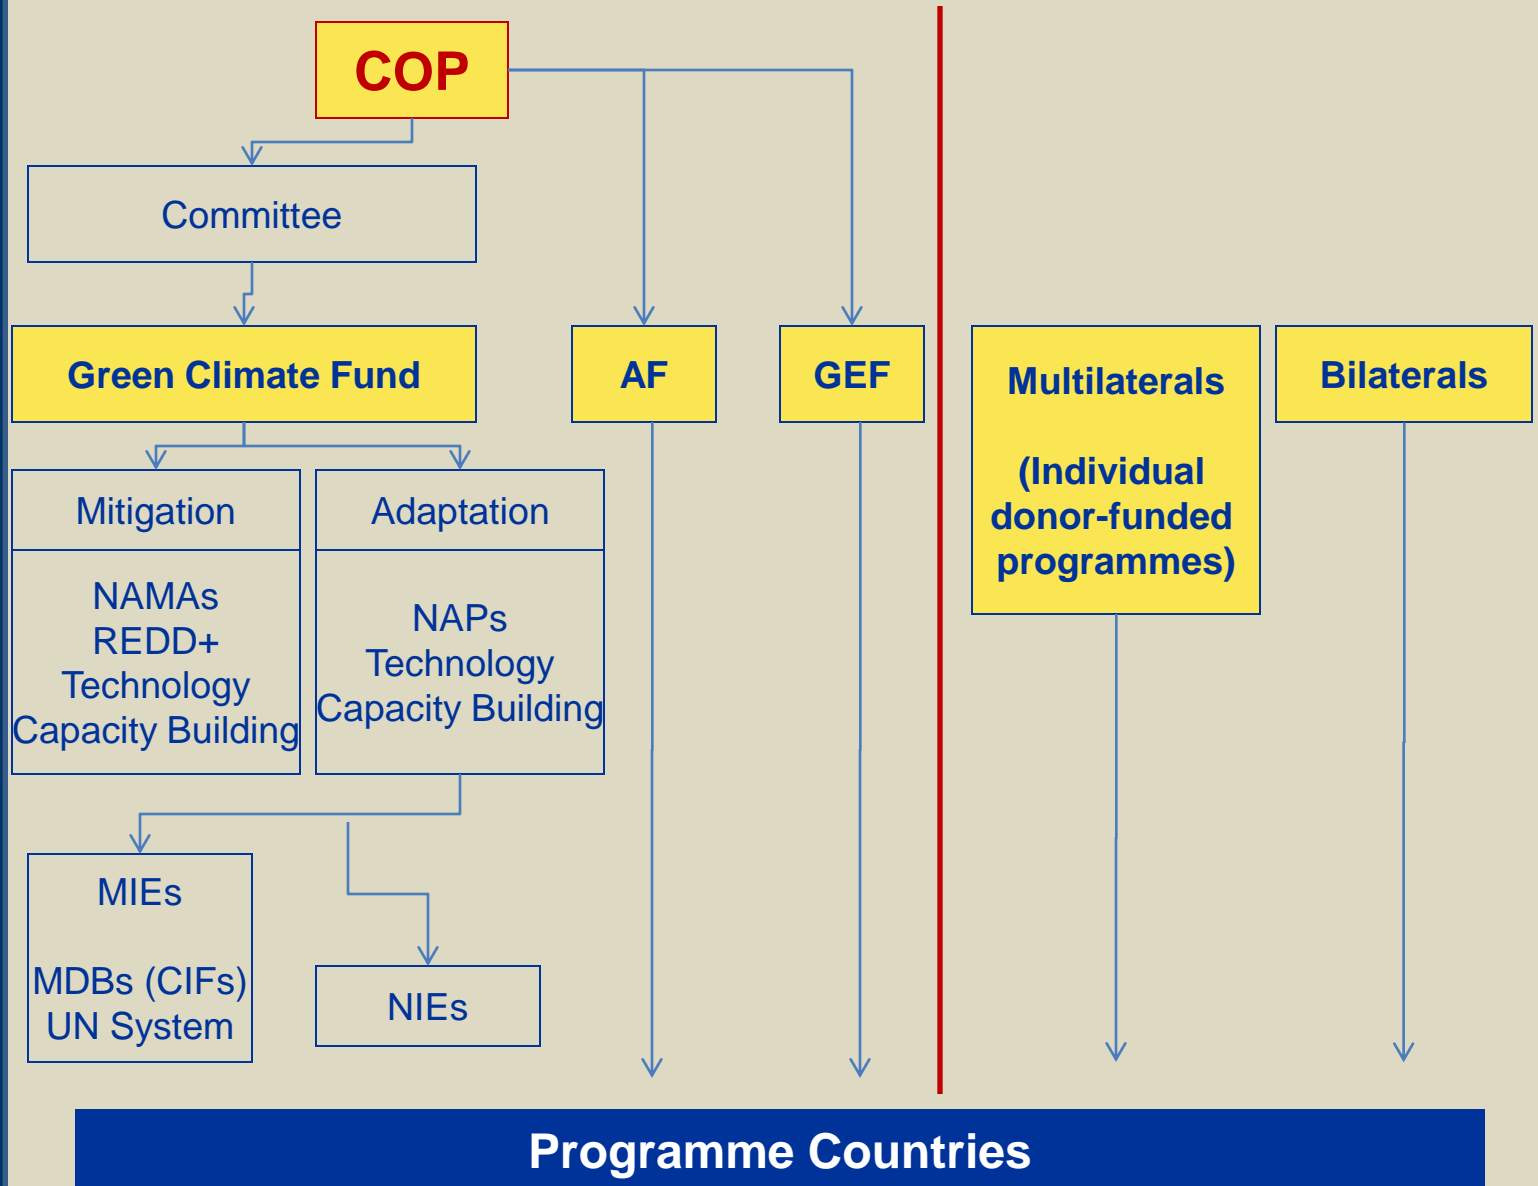 COP
Committee
Green Climate Fund
AF
GEF
Multilaterals
(Individual
donor-funded
programmes)
Bilaterals
Mitigation
NAMAs
REDD+
Technology
Capacity Building
Adaptation
NAPs
Technology
Capacity Building
MIEs
MDBs (CIFs)
UN System
NIEs
Programme Countries